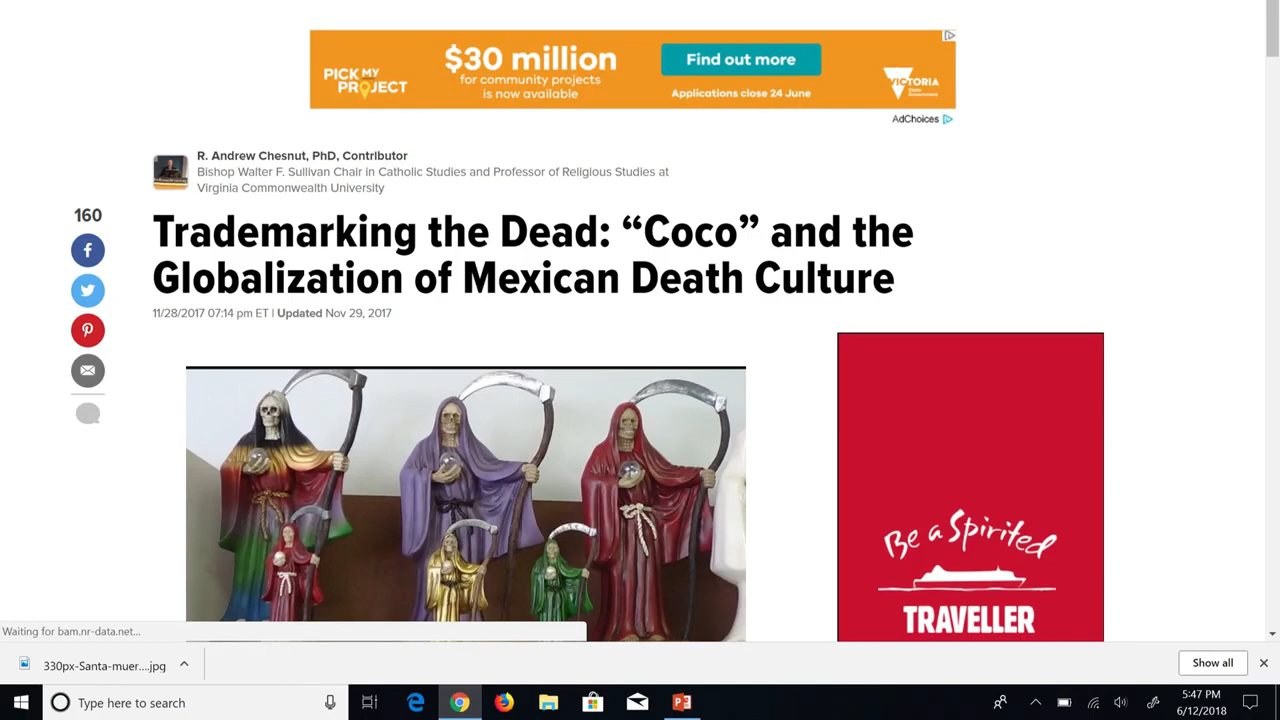 PICK MY
PROJECT
$30 million
for community projects
is now available
Find out more
Applications close 24 June
VICTORIA
State
Government
AdChoices
R. Andrew Chesnut, PhD, Contributor
Bishop Walter F. Sullivan Chair in Catholic Studies and Professor of Religious Studies at
Virginia Commonwealth University
160
Trademarking the Dead: “Coco” and the
Globalization of Mexican Death Culture
11/28/2017 07:14 pm ET | Updated Nov 29, 2017
Be a Spirited
TRAVELLER
Waiting for bam.nr-data.net...
330px-Santa-muer....jpg
Show all
Type here to search
5:47 PM
6/12/2018